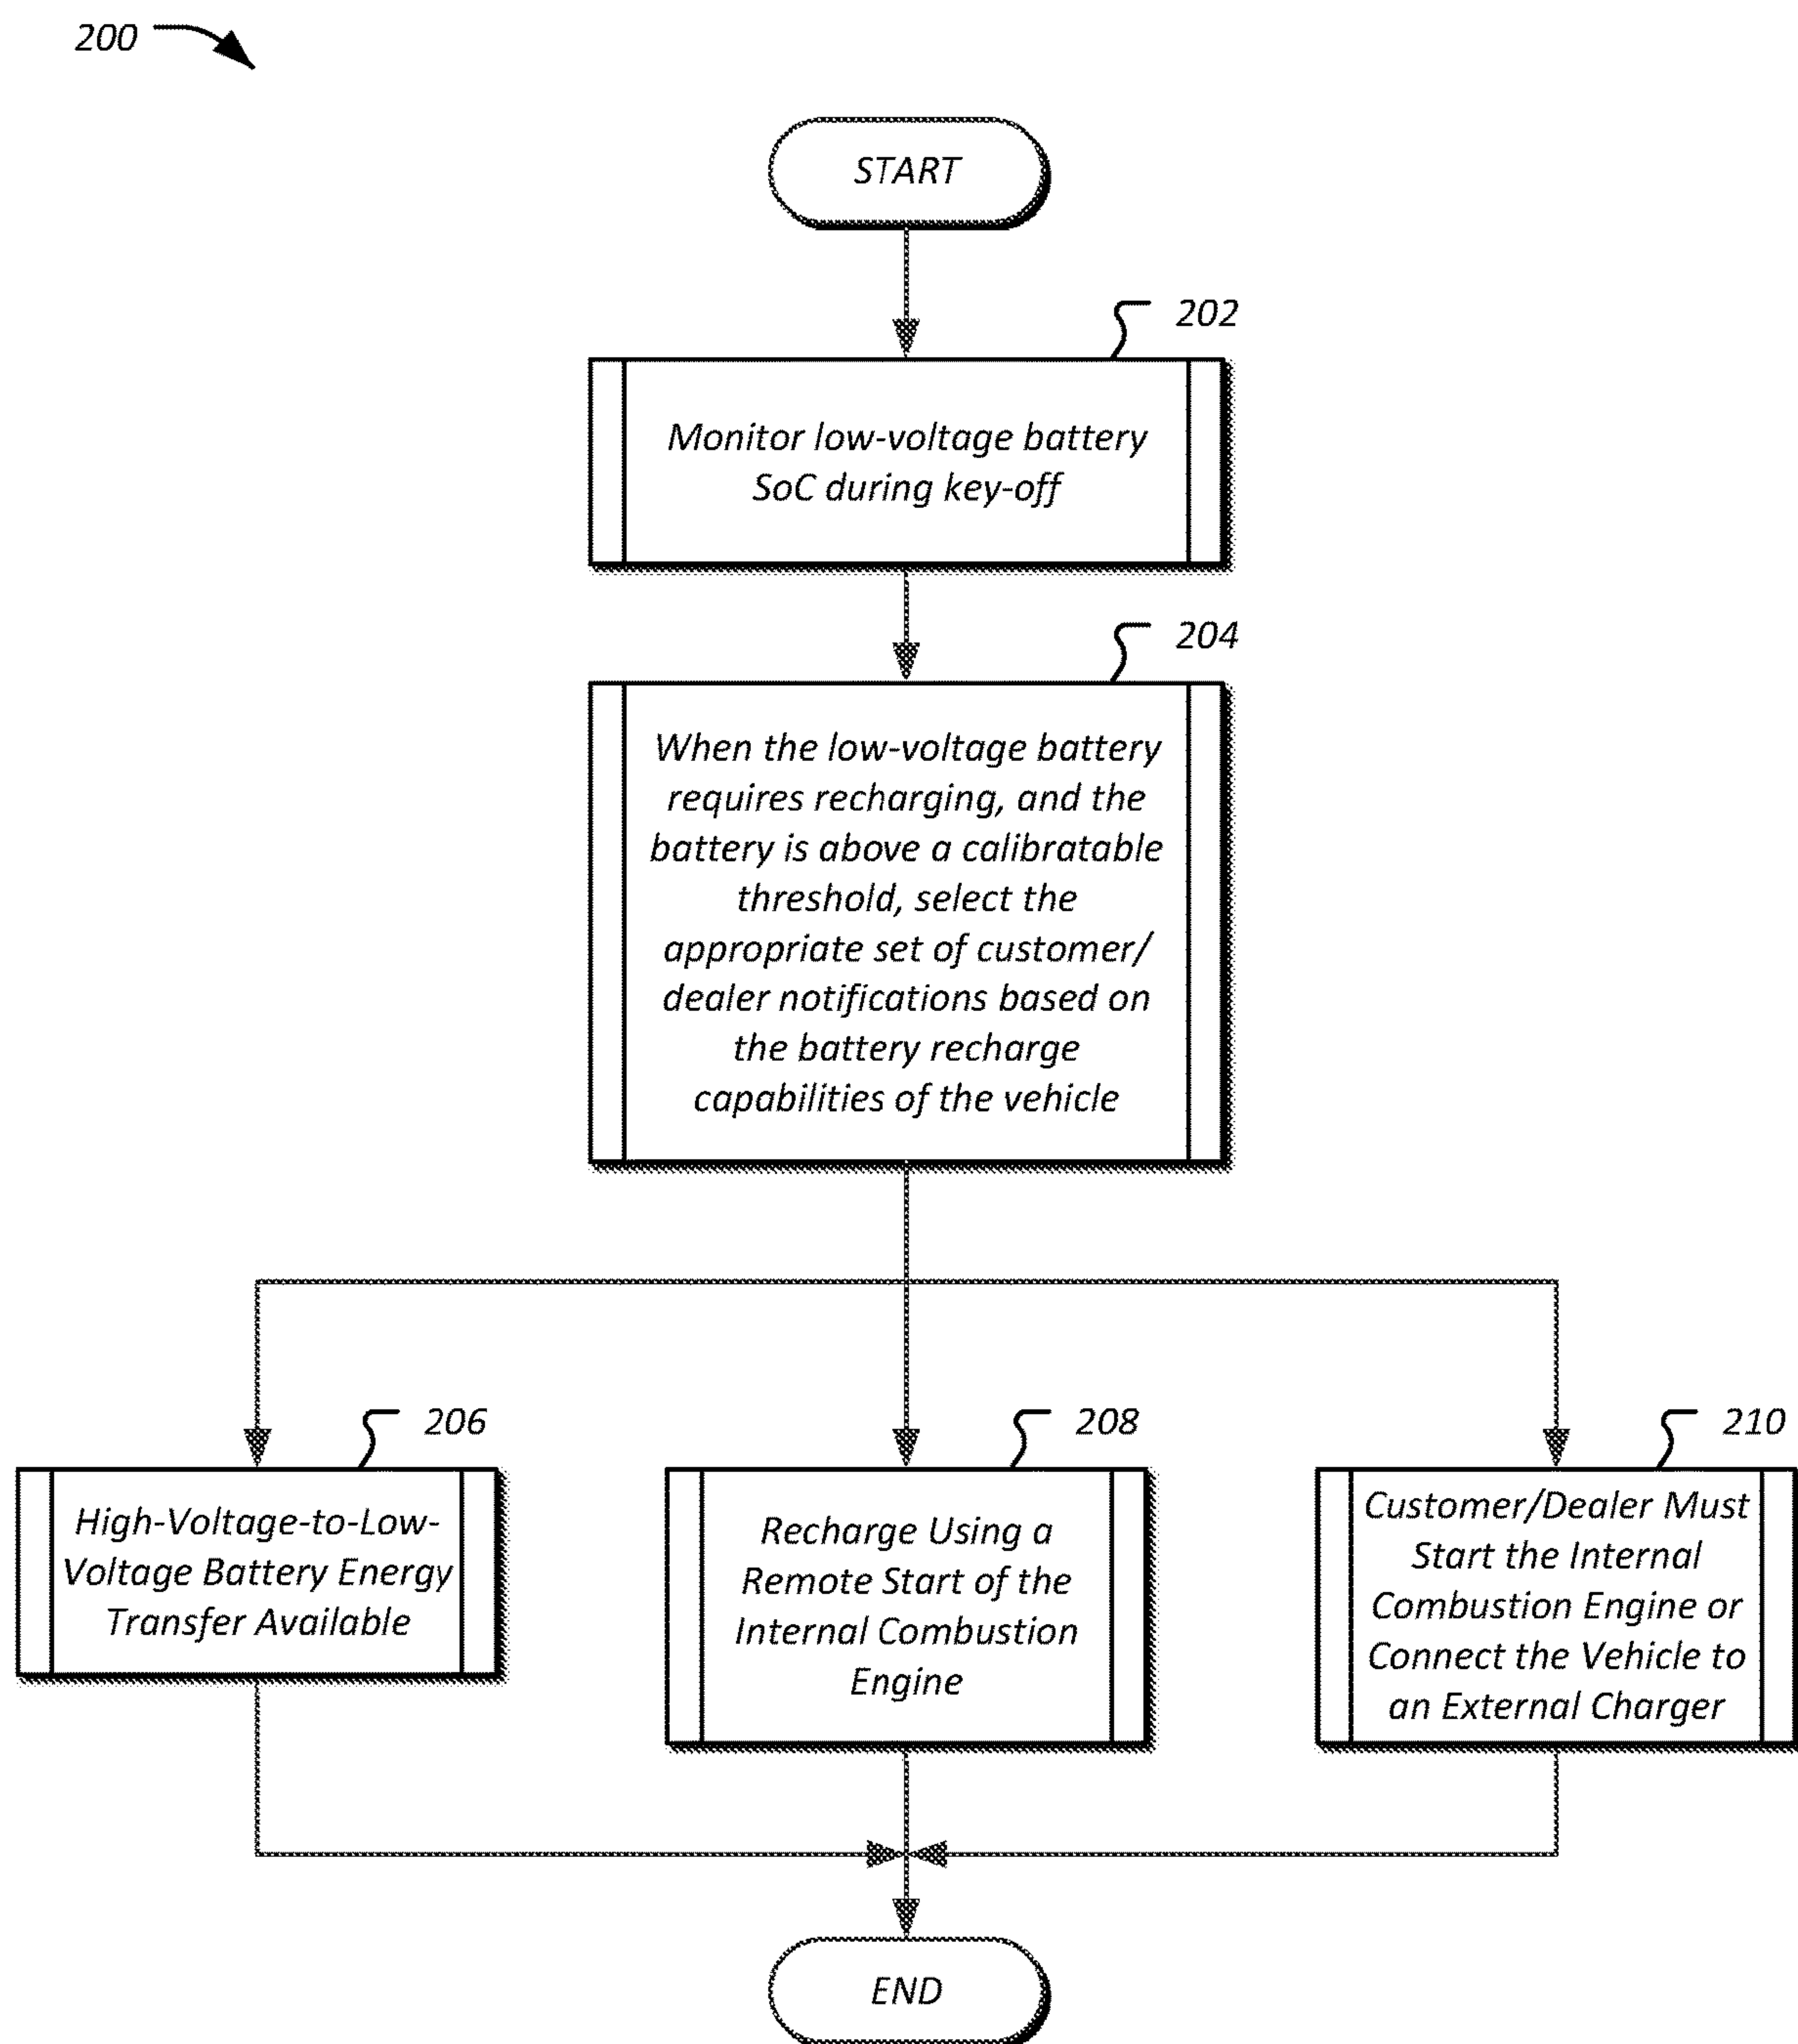 200
START
202
Monitor low-voltage battery
SoC during key-off
204
When the low-voltage battery
requires recharging, and the
battery is above a calibratable
threshold, select the
appropriate set of customer/
dealer notifications based on
the battery recharge
capabilities of the vehicle
206
High-Voltage-to-Low-
Voltage Battery Energy
Transfer Available
208
Recharge Using a
Remote Start of the
Internal Combustion
Engine
210
Customer/Dealer Must
Start the Internal
Combustion Engine or
Connect the Vehicle to
an External Charger
END